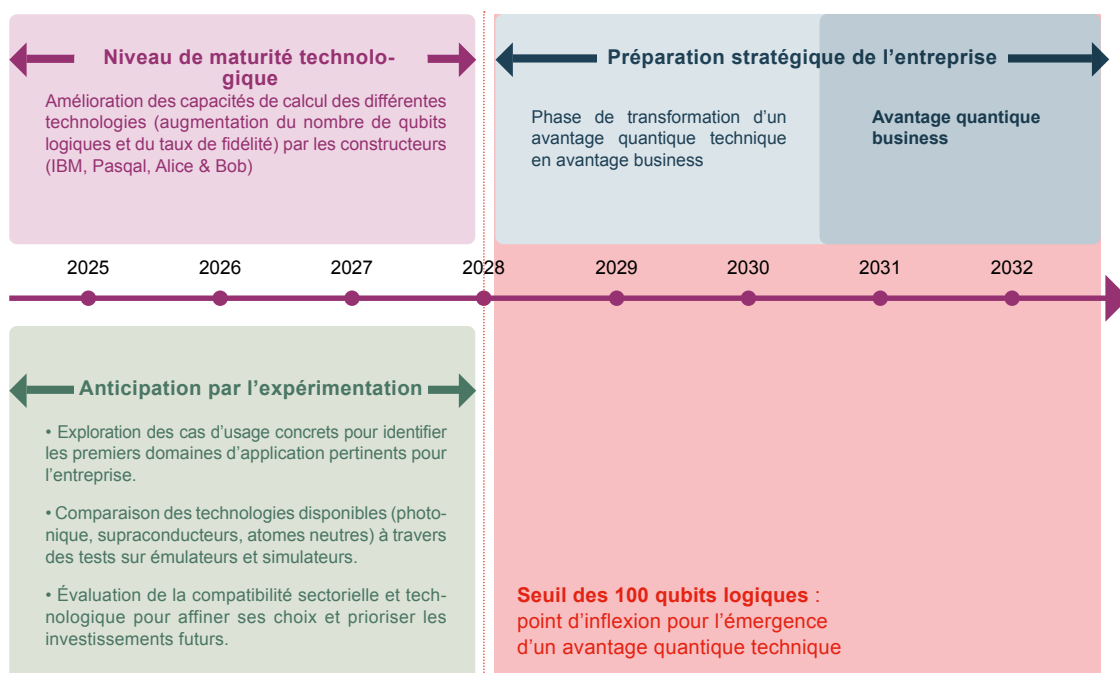 Niveau de maturité technolo-
gique
Amélioration des capacités de calcul des différentes
technologies (augmentation du nombre de qubits
logiques et du taux de fidélité) par les constructeurs
(IBM, Pasqal, Alice & Bob)
Préparation stratégique de l’entreprise
Phase de transformation d’un
avantage quantique technique
en avantage business
Avantage quantique
business
2025 2026 2027 2028 2029 2030 2031 2032
Anticipation par l’expérimentation
• Exploration des cas d’usage concrets pour identifier
les premiers domaines d’application pertinents pour
l’entreprise.
• Comparaison des technologies disponibles (photo-
nique, supraconducteurs, atomes neutres) à travers
des tests sur émulateurs et simulateurs.
• Évaluation de la compatibilité sectorielle et tech-
nologique pour affiner ses choix et prioriser les
investissements futurs.
Seuil des 100 qubits logiques :
point d’inflexion pour l’émergence
d’un avantage quantique technique